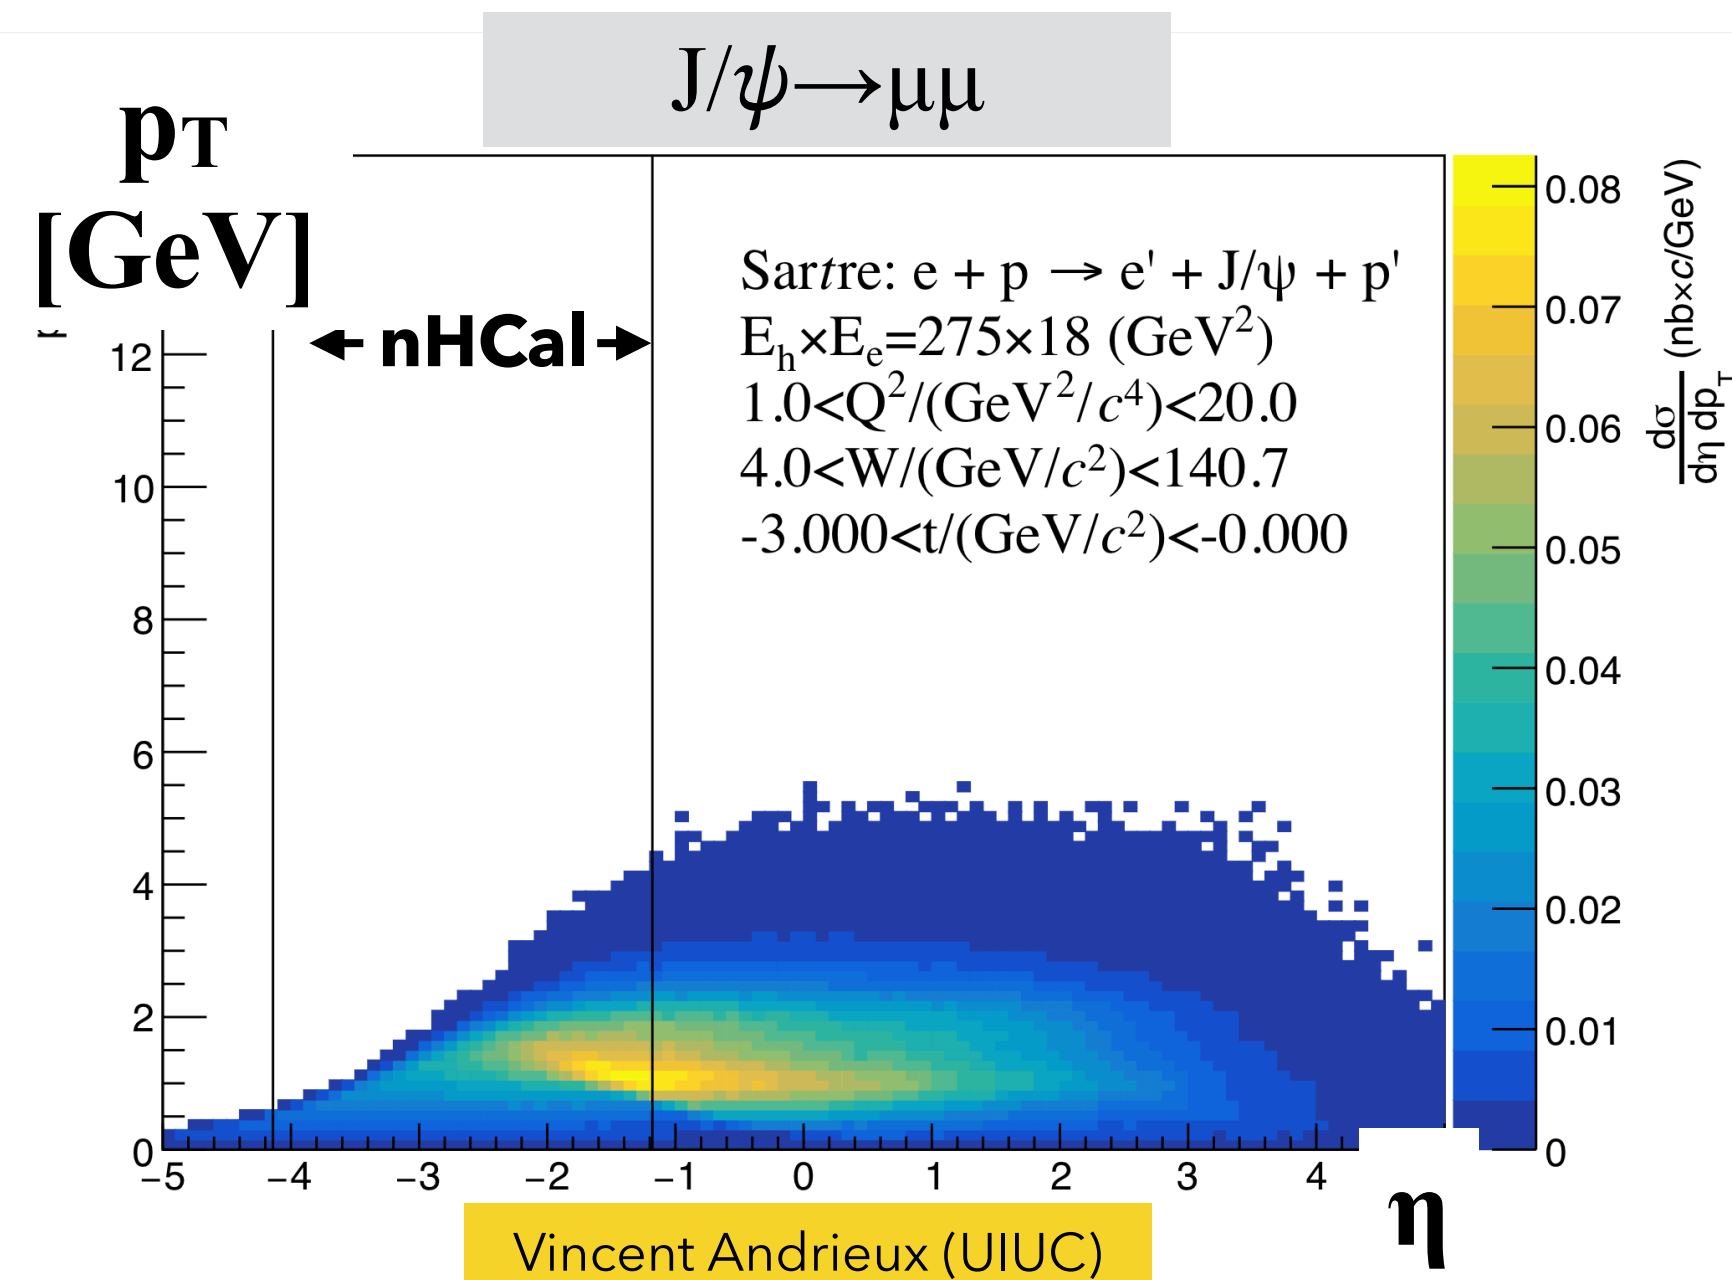 J/ψ→μμ
pT
[GeV]
nHCal
Sartre: e + p → e' + J/ψ + p'
Eh×Ee=275×18 (GeV²)
1.0<Q²/(GeV²/c⁴)<20.0
4.0<W/(GeV/c²)<140.7
-3.000<t/(GeV/c²)<-0.000
12
10
8
6
4
2
0
−5 −4 −3 −2 −1 0 1 2 3 4
η
0.08
0.07
0.06
0.05
0.04
0.03
0.02
0.01
0
dσ
dη dpT
(nb×c/GeV)
Vincent Andrieux (UIUC)